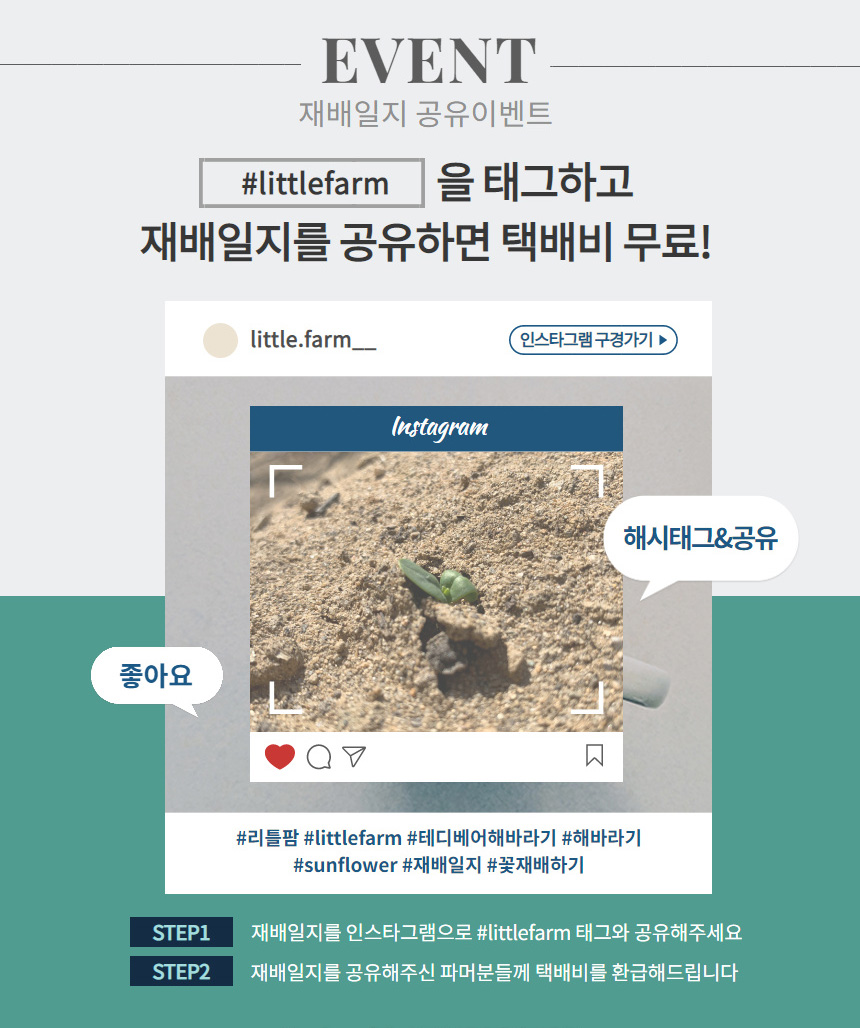 EVENT
재배일지 공유이벤트
#littlefarm 을 태그하고
재배일지를 공유하면 택배비 무료!
little.farm__
인스타그램 구경가기
Instagram
해시태그&공유
좋아요
#리틀팜 #littlefarm #테디베어해바라기 #해바라기
#sunflower #재배일지 #꽃재배하기
STEP1 재배일지를 인스타그램으로 #littlefarm 태그와 공유해주세요
STEP2 재배일지를 공유해주신 파머분들께 택배비를 환급해드립니다